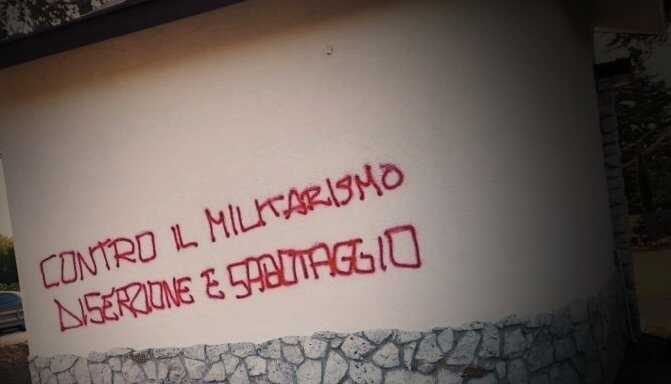 CONTRO IL MILITARISMO
DISERZIONE E SABOTAGGIO